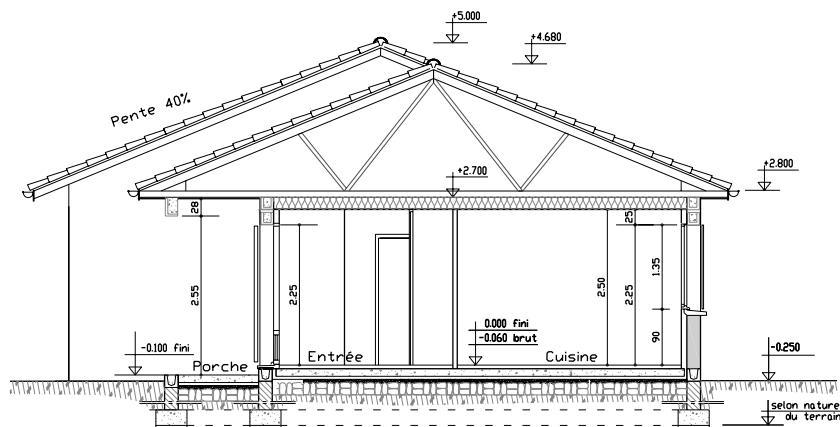 +5.000
+4.680
Pente 40%
+2.700
+2.800
28
25
2.55
2.25
2.50
2.25
1.35
90
0.000 fini
-0.060 brut
-0.100 fini
Porche
Entrée
Cuisine
-0.250
selon nature
du terrain